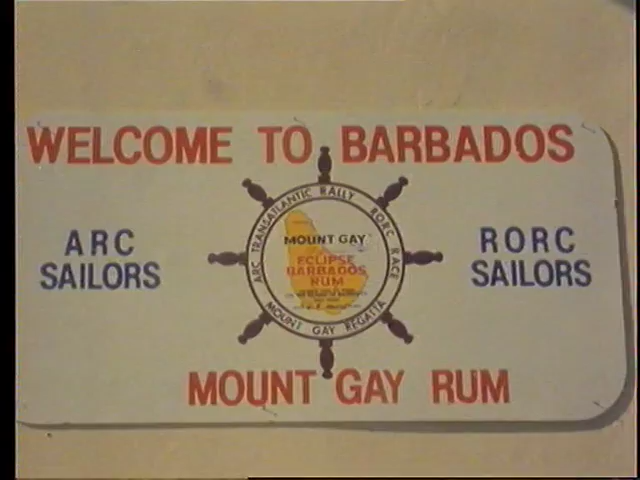 WELCOME TO BARBADOS
ARC
SAILORS
RORC
SAILORS
ARC TRANSATLANTIC RALLY RORC RACE
MOUNT GAY
ECLIPSE
BARBADOS
RUM
MOUNT GAY REGATTA
MOUNT GAY RUM